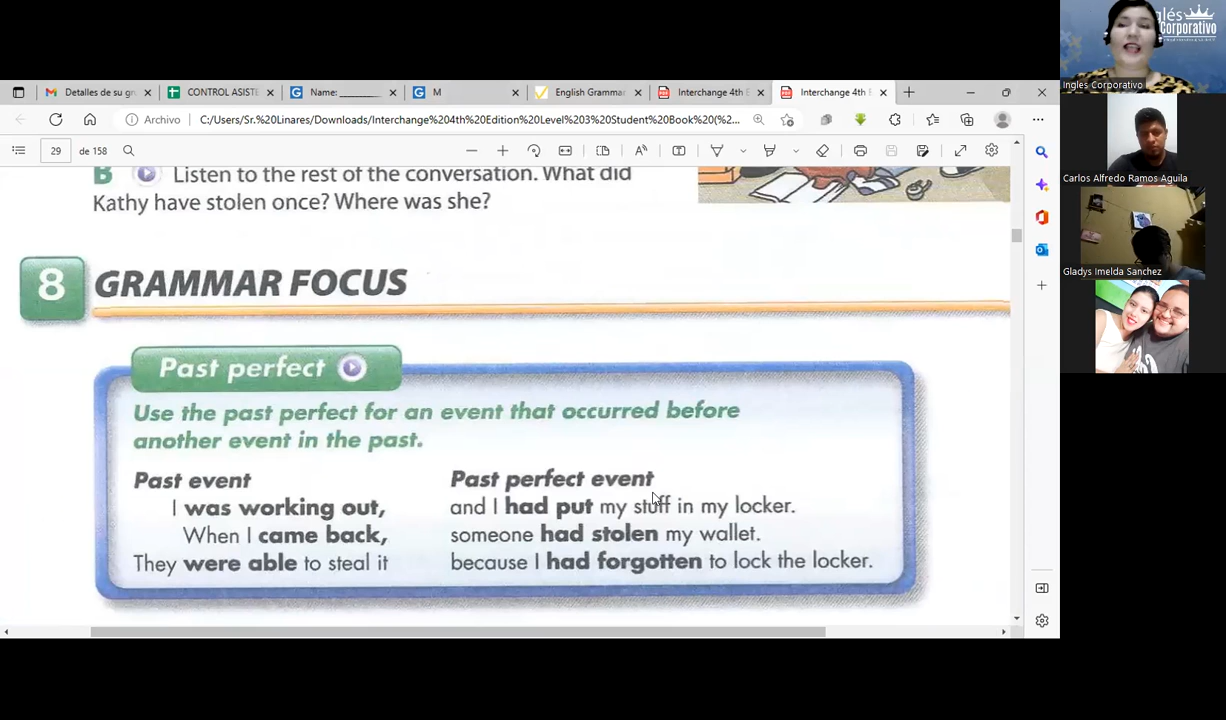 glés
Corporativo
Ingles Corporativo
Detalles de su gr
CONTROL ASISTE
Name: ________
M
English Grammar
Interchange 4th E
Interchange 4th E
Archivo
C:/Users/Sr.%20Linares/Downloads/Interchange%204th%20Edition%20Level%203%20Student%20Book%20(%2...
29
de 158
B Listen to the rest of the conversation. What did
Kathy have stolen once? Where was she?
Carlos Alfredo Ramos Aguila
Gladys Imelda Sanchez
8 GRAMMAR FOCUS
Past perfect
Use the past perfect for an event that occurred before
another event in the past.
Past event Past perfect event
I was working out, and I had put my stuff in my locker.
When I came back, someone had stolen my wallet.
They were able to steal it because I had forgotten to lock the locker.